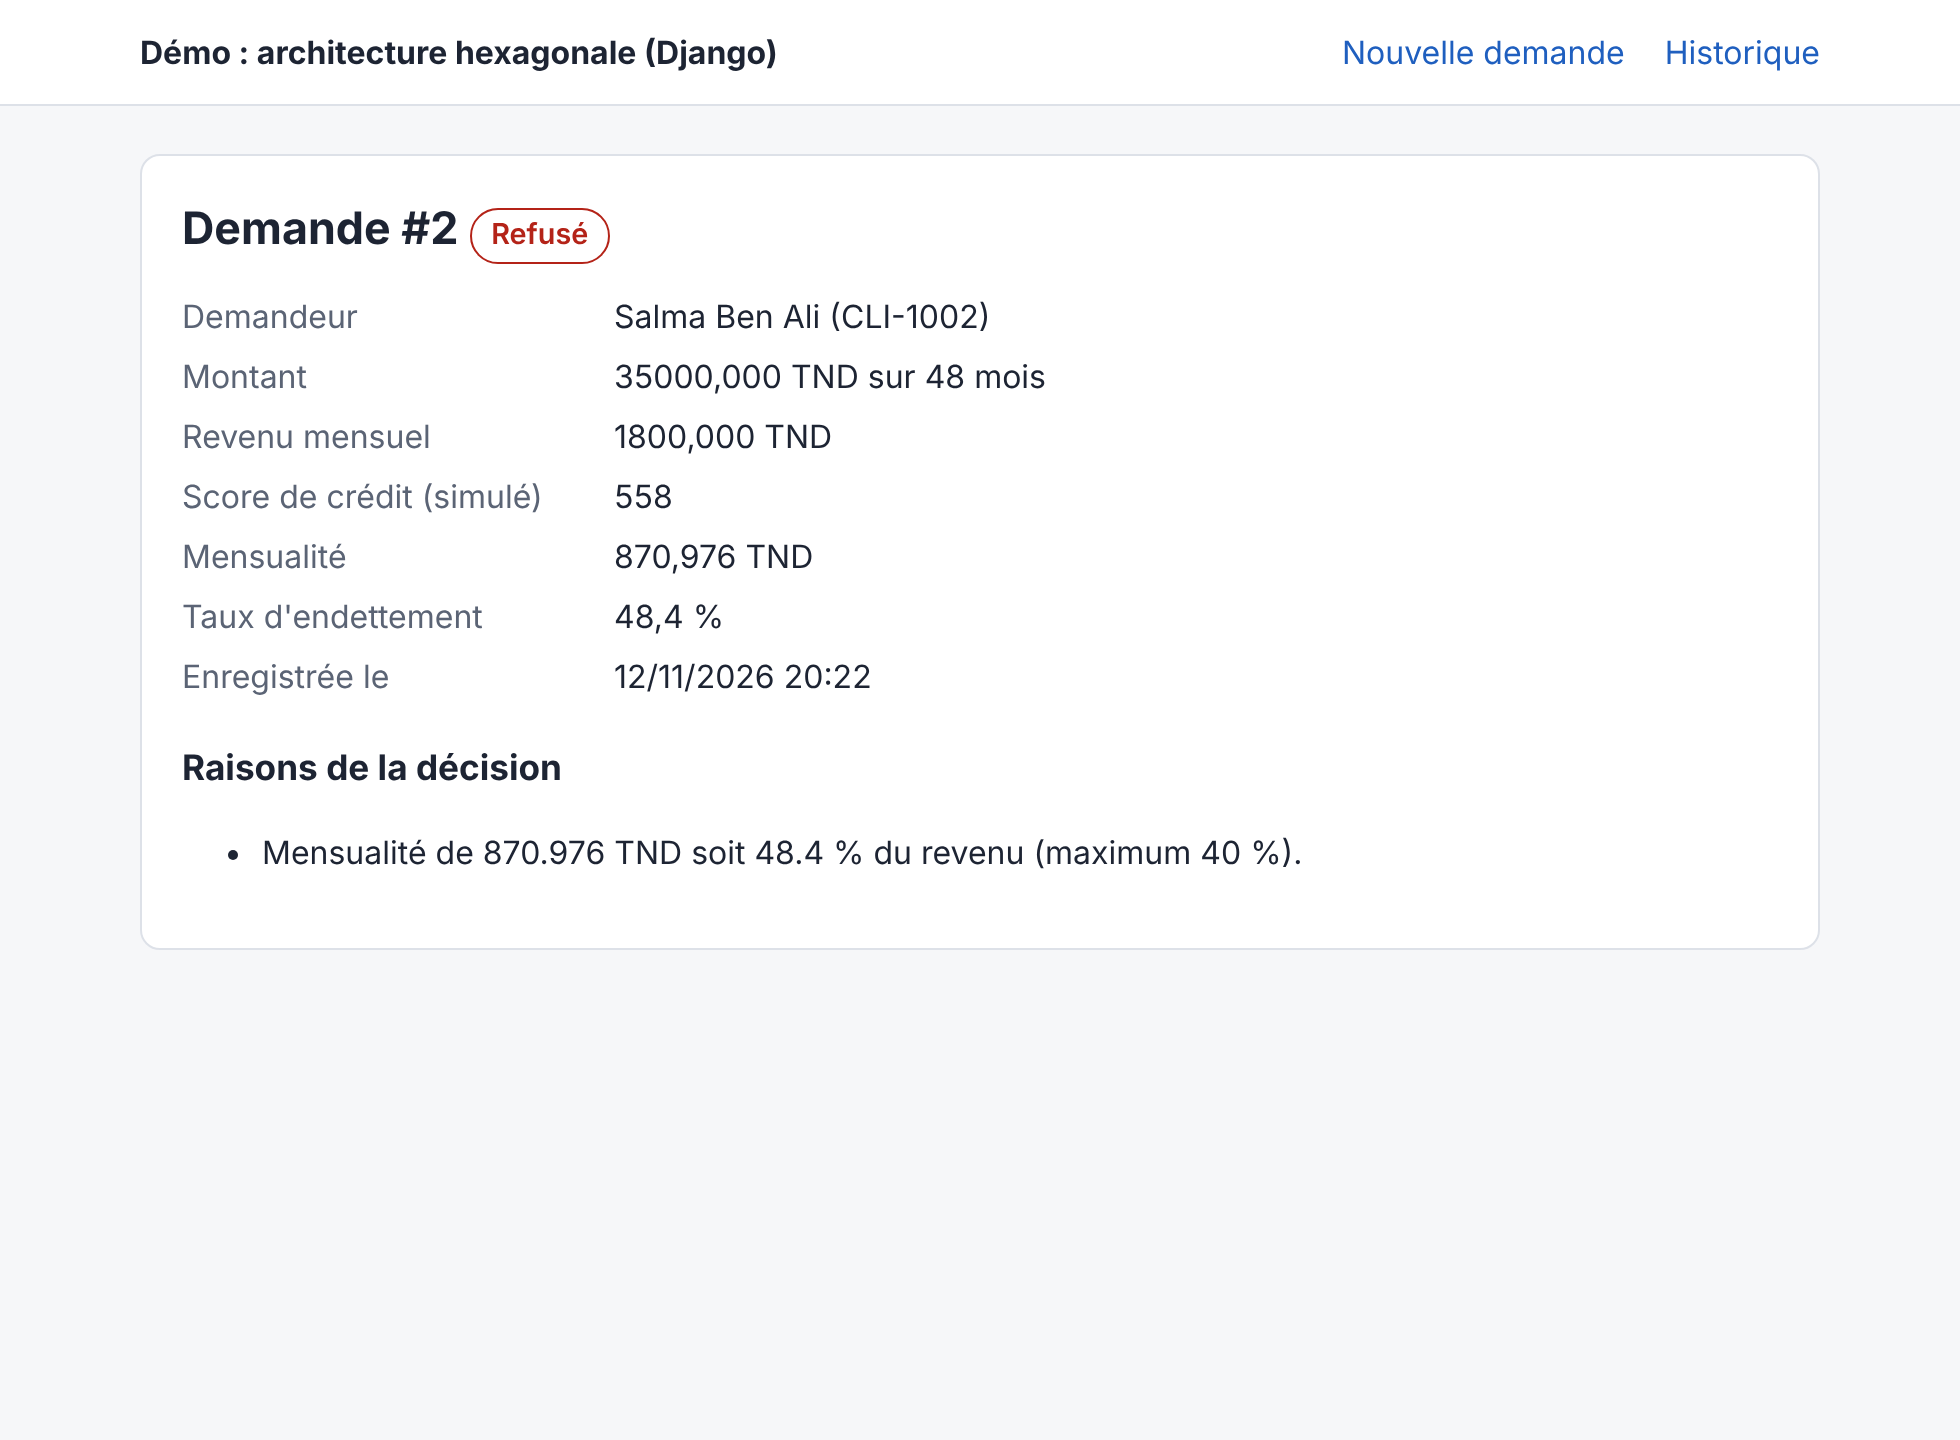 Démo : architecture hexagonale (Django)
Nouvelle demande
Historique
Demande #2 Refusé
Demandeur Salma Ben Ali (CLI-1002)
Montant 35000,000 TND sur 48 mois
Revenu mensuel 1800,000 TND
Score de crédit (simulé) 558
Mensualité 870,976 TND
Taux d'endettement 48,4 %
Enregistrée le 12/11/2026 20:22
Raisons de la décision
• Mensualité de 870.976 TND soit 48.4 % du revenu (maximum 40 %).